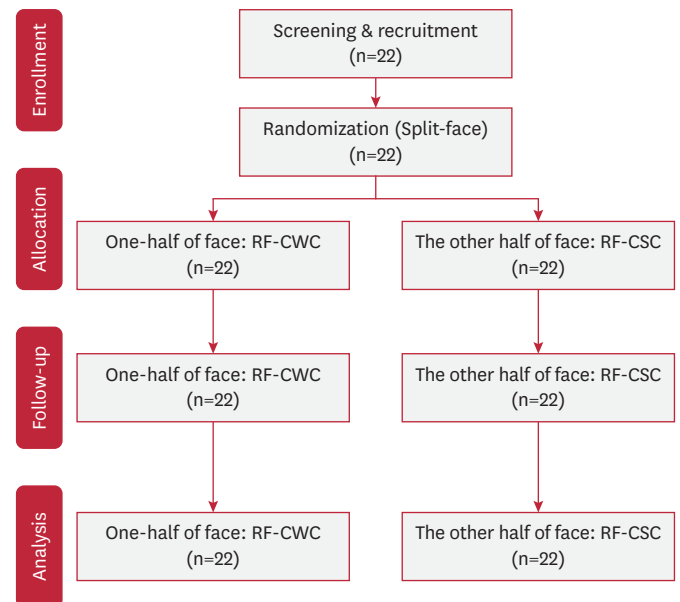 Enrollment
Screening & recruitment
(n=22)
Randomization (Split-face)
(n=22)
Allocation
One-half of face: RF-CWC
(n=22)
The other half of face: RF-CSC
(n=22)
Follow-up
One-half of face: RF-CWC
(n=22)
The other half of face: RF-CSC
(n=22)
Analysis
One-half of face: RF-CWC
(n=22)
The other half of face: RF-CSC
(n=22)